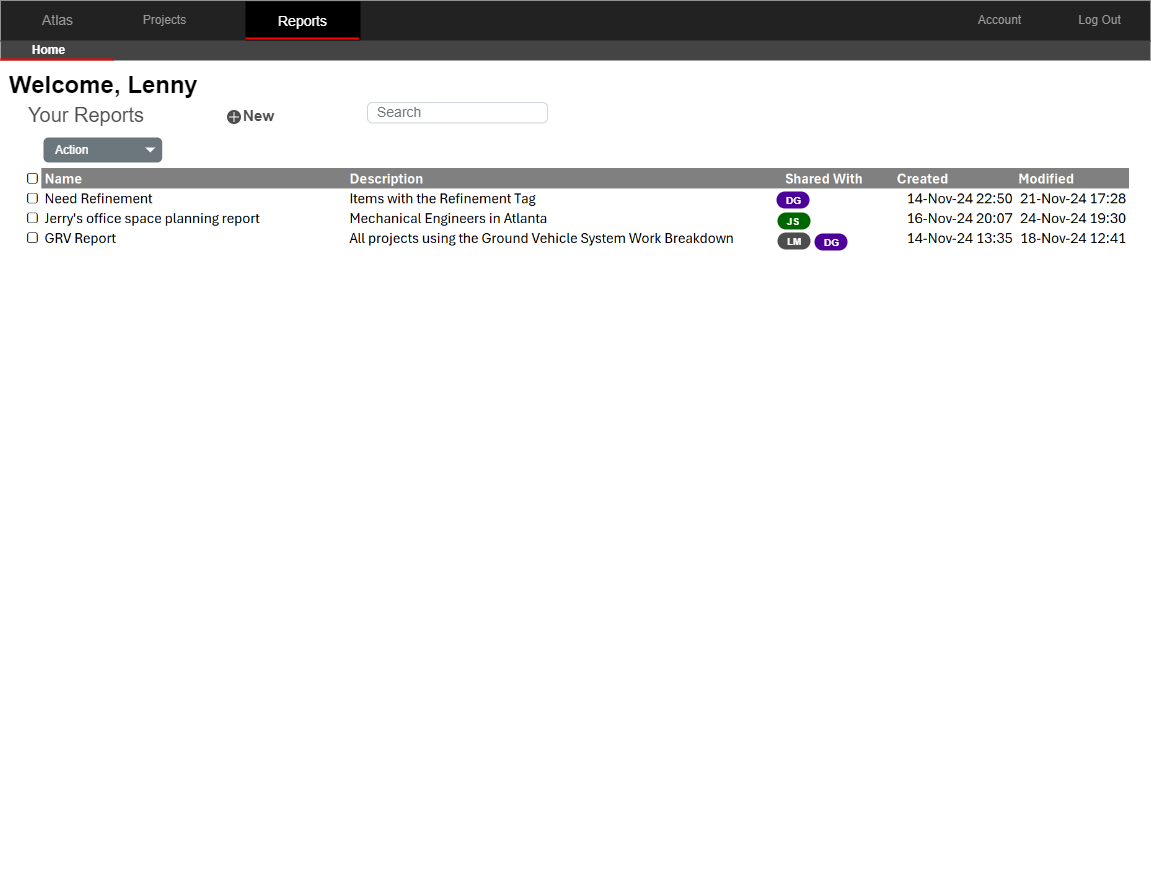 Atlas Projects Reports Account Log Out
Home
Welcome, Lenny
Your Reports New Search
Action
Name Description Shared With Created Modified
Need Refinement Items with the Refinement Tag DG 14-Nov-24 22:50 21-Nov-24 17:28
Jerry's office space planning report Mechanical Engineers in Atlanta JS 16-Nov-24 20:07 24-Nov-24 19:30
GRV Report All projects using the Ground Vehicle System Work Breakdown LM DG 14-Nov-24 13:35 18-Nov-24 12:41